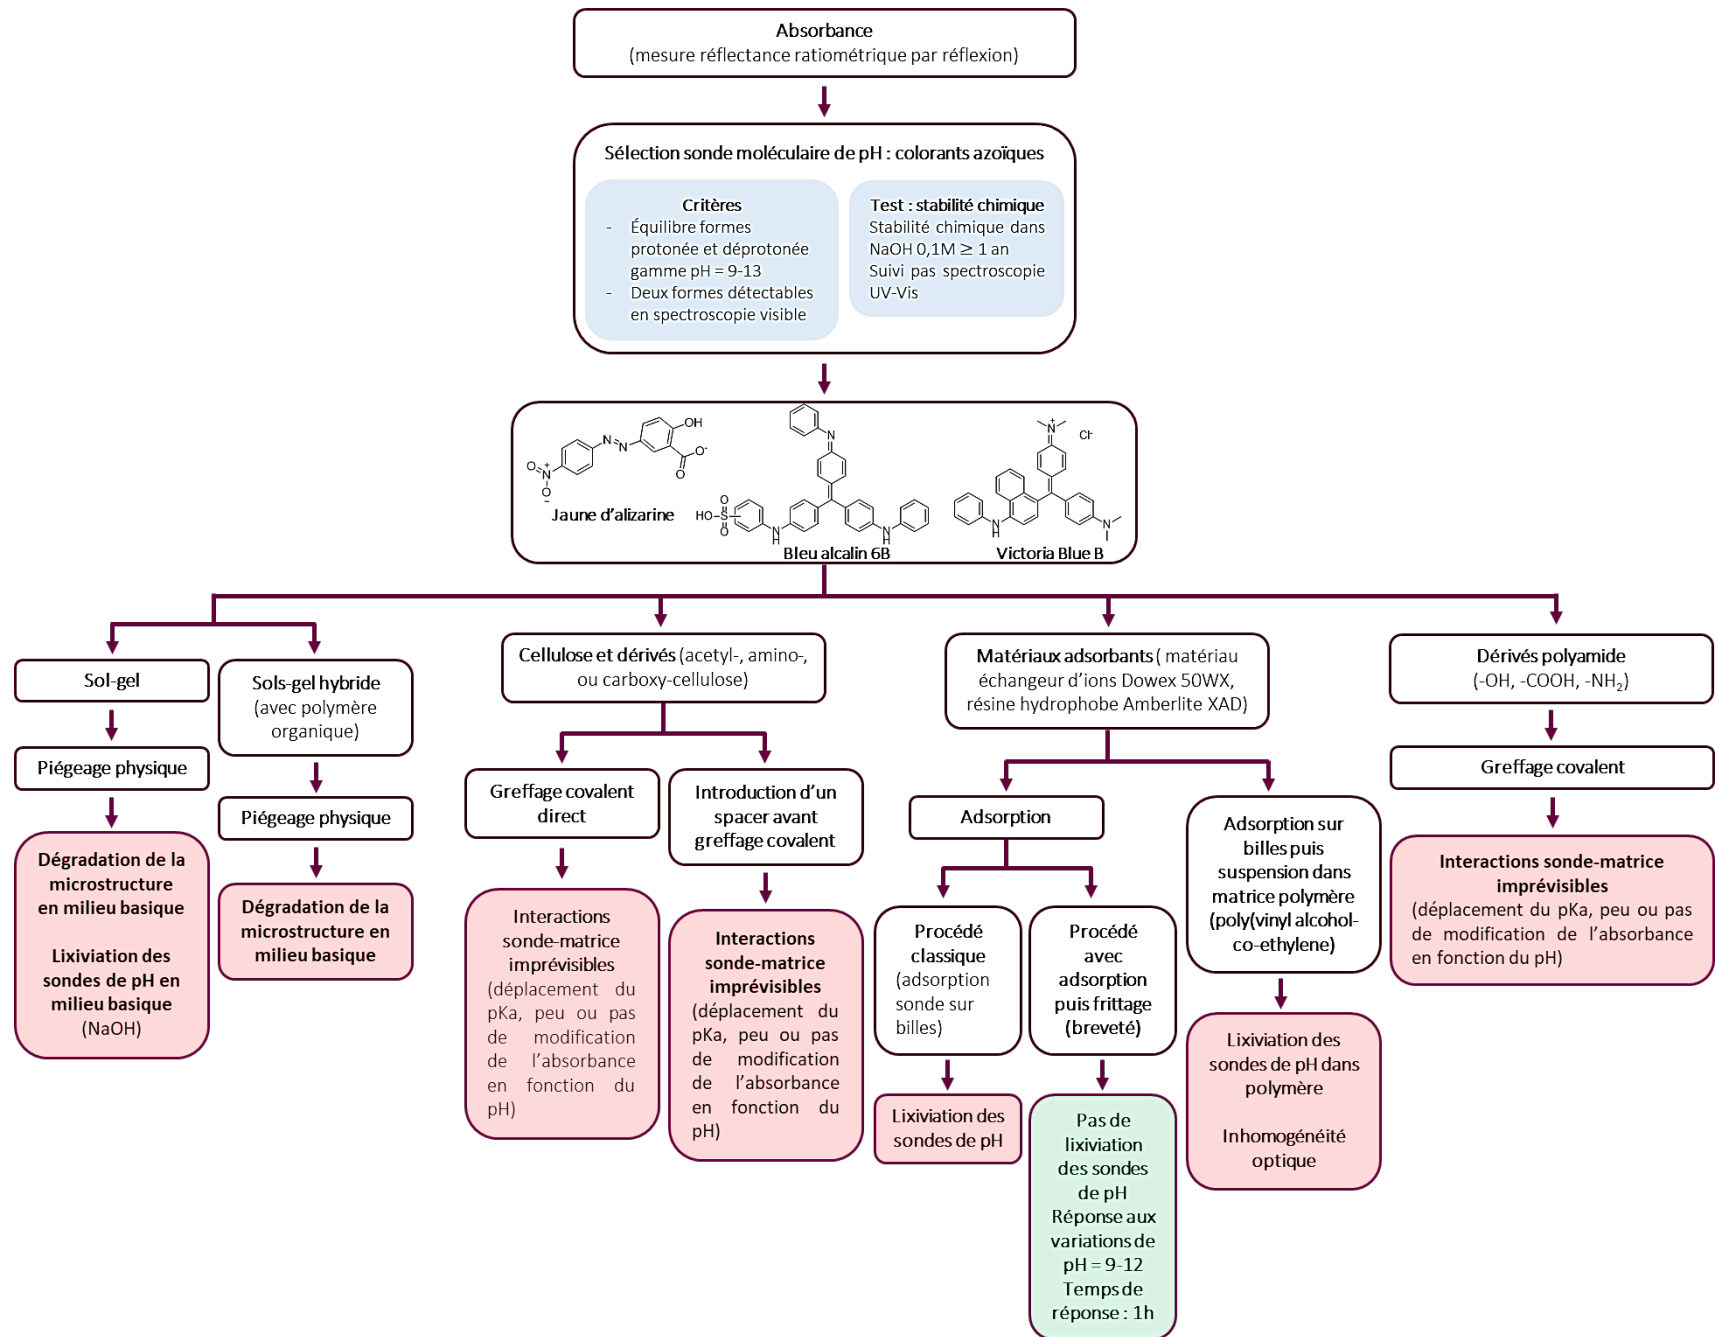 Absorbance
(mesure réflectance ratiométrique par réflexion)
Sélection sonde moléculaire de pH : colorants azoïques
Critères
- Équilibre formes
protonée et déprotonée
gamme pH = 9-13
- Deux formes détectables
en spectroscopie visible
Test : stabilité chimique
Stabilité chimique dans
NaOH 0,1M ≥ 1 an
Suivi pas spectroscopie
UV-Vis
O
N+
O-
N
N
OH
O-
O
Jaune d'alizarine
N
HO
S
O
O
N
H
N
H
Bleu alcalin 6B
N+
Cl-
N
H
N
Victoria Blue B
Sol-gel
Piégeage physique
Dégradation de la
microstructure
en milieu basique
Lixiviation des
sondes de pH en
milieu basique
(NaOH)
Sols-gel hybride
(avec polymère
organique)
Piégeage physique
Dégradation de la
microstructure en
milieu basique
Cellulose et dérivés (acetyl-, amino-,
ou carboxy-cellulose)
Greffage covalent
direct
Interactions
sonde-matrice
imprévisibles
(déplacement du
pKa, peu ou pas
de modification
de l'absorbance
en fonction du
pH)
Introduction d'un
spacer avant
greffage covalent
Interactions
sonde-matrice
imprévisibles
(déplacement du
pKa, peu ou pas
de modification
de l'absorbance
en fonction du
pH)
Matériaux adsorbants ( matériau
échangeur d'ions Dowex 50WX,
résine hydrophobe Amberlite XAD)
Adsorption
Procédé
classique
(adsorption
sonde sur
billes)
Lixiviation des
sondes de pH
Procédé
avec
adsorption
puis frittage
(breveté)
Pas de
lixiviation
des sondes
de pH
Réponse aux
variations de
pH = 9-12
Temps de
réponse : 1h
Adsorption sur
billes puis
suspension dans
matrice polymère
(poly(vinyl alcohol-
co-ethylene)
Lixiviation des
sondes de pH dans
polymère
Inhomogénéité
optique
Dérivés polyamide
(-OH, -COOH, -NH₂)
Greffage covalent
Interactions sonde-matrice
imprévisibles
(déplacement du pKa, peu ou pas
de modification de l'absorbance
en fonction du pH)